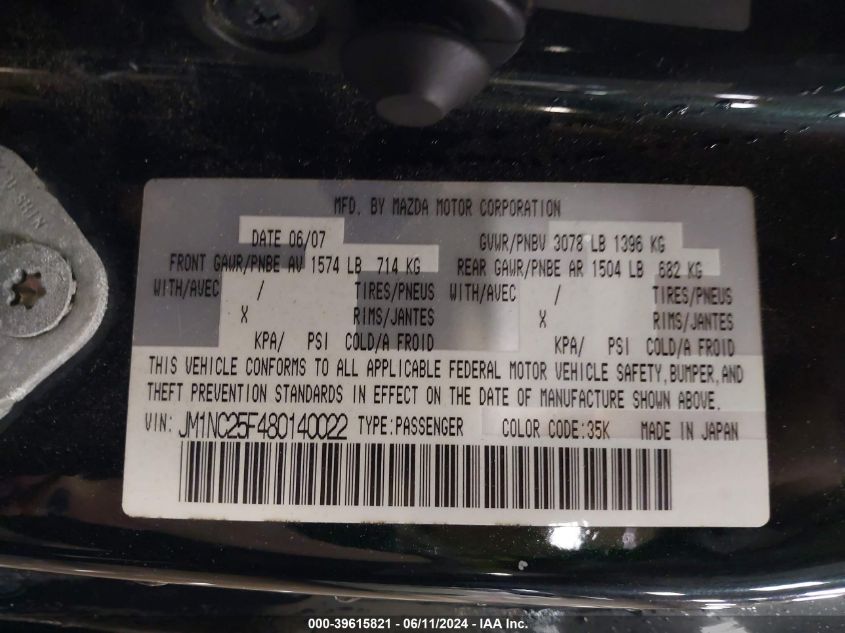 U-SHIN
MFD. BY MAZDA MOTOR CORPORATION
DATE 06/07 GVWR/PNBV 3078 LB 1396 KG
FRONT GAWR/PNBE AV 1574 LB 714 KG REAR GAWR/PNBE AR 1504 LB 682 KG
WITH/AVEC / TIRES/PNEUS WITH/AVEC / TIRES/PNEUS
X RIMS/JANTES X RIMS/JANTES
KPA/ PSI COLD/A FROID KPA/ PSI COLD/A FROID
THIS VEHICLE CONFORMS TO ALL APPLICABLE FEDERAL MOTOR VEHICLE SAFETY, BUMPER, AND
THEFT PREVENTION STANDARDS IN EFFECT ON THE DATE OF MANUFACTURE SHOWN ABOVE.
VIN: JM1NC25F480140022 TYPE:PASSENGER COLOR CODE:35K MADE IN JAPAN
000-39615821 - 06/11/2024 - IAA Inc.